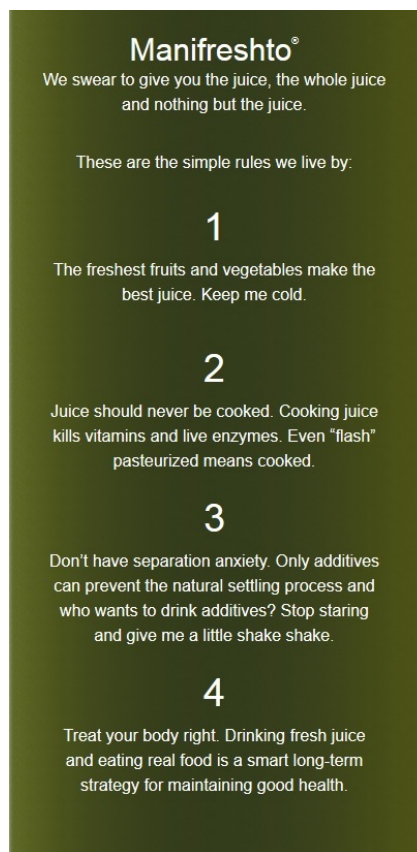 Manifreshto®
We swear to give you the juice, the whole juice
and nothing but the juice.
These are the simple rules we live by:
1
The freshest fruits and vegetables make the
best juice. Keep me cold.
2
Juice should never be cooked. Cooking juice
kills vitamins and live enzymes. Even “flash”
pasteurized means cooked.
3
Don’t have separation anxiety. Only additives
can prevent the natural settling process and
who wants to drink additives? Stop staring
and give me a little shake shake.
4
Treat your body right. Drinking fresh juice
and eating real food is a smart long-term
strategy for maintaining good health.